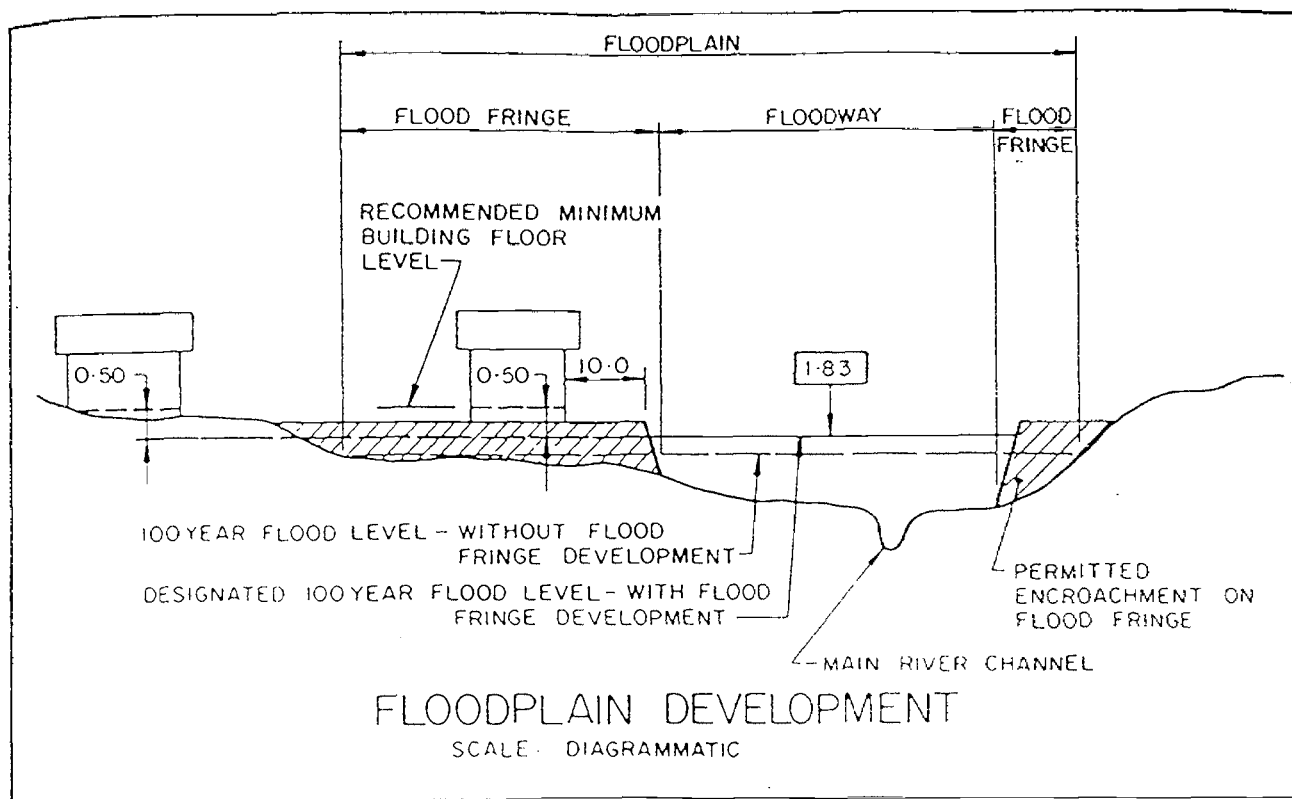 FLOODPLAIN
FLOOD FRINGE
FLOODWAY
FLOOD
FRINGE
RECOMMENDED MINIMUM
BUILDING FLOOR
LEVEL
0·50
0·50
10·0
1·83
100 YEAR FLOOD LEVEL – WITHOUT FLOOD
FRINGE DEVELOPMENT
DESIGNATED 100 YEAR FLOOD LEVEL – WITH FLOOD
FRINGE DEVELOPMENT
PERMITTED
ENCROACHMENT ON
FLOOD FRINGE
MAIN RIVER CHANNEL
FLOODPLAIN DEVELOPMENT
SCALE · DIAGRAMMATIC